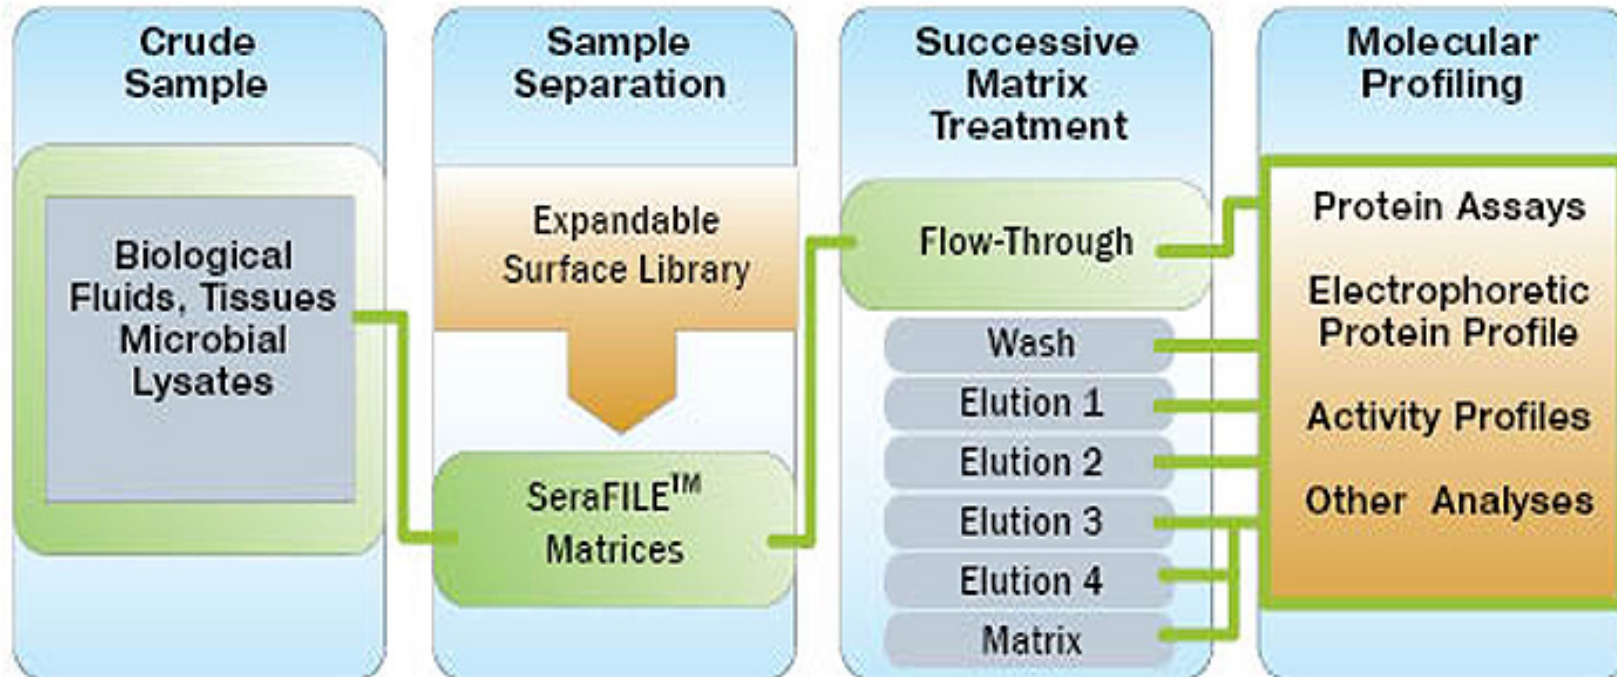 Crude
Sample
Biological
Fluids, Tissues
Microbial
Lysates
Sample
Separation
Expandable
Surface Library
SeraFILE™
Matrices
Successive
Matrix
Treatment
Flow-Through
Wash
Elution 1
Elution 2
Elution 3
Elution 4
Matrix
Molecular
Profiling
Protein Assays
Electrophoretic
Protein Profile
Activity Profiles
Other Analyses